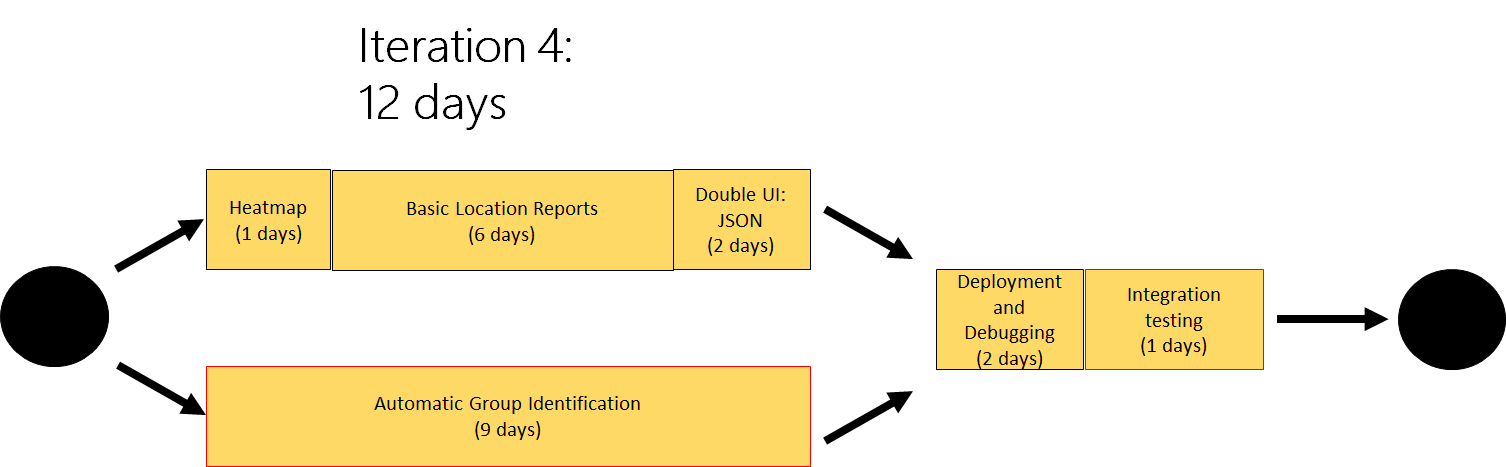 Iteration 4:
12 days
Heatmap
(1 days)
Basic Location Reports
(6 days)
Double UI:
JSON
(2 days)
Automatic Group Identification
(9 days)
Deployment
and
Debugging
(2 days)
Integration
testing
(1 days)